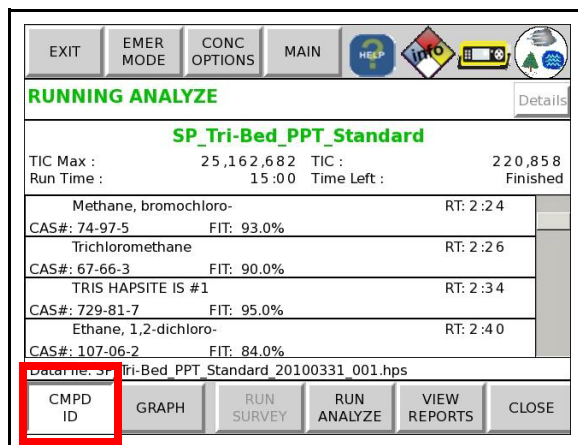 EXIT
EMER
MODE
CONC
OPTIONS
MAIN
HELP
info
RUNNING ANALYZE
Details
SP_Tri-Bed_PPT_Standard
TIC Max : 25,162,682 TIC : 220,858
Run Time : 15:00 Time Left : Finished
Methane, bromochloro- RT: 2:24
CAS#: 74-97-5 FIT: 93.0%
Trichloromethane RT: 2:26
CAS#: 67-66-3 FIT: 90.0%
TRIS HAPSITE IS #1 RT: 2:34
CAS#: 729-81-7 FIT: 95.0%
Ethane, 1,2-dichloro- RT: 2:40
CAS#: 107-06-2 FIT: 84.0%
DataFile: SP_Tri-Bed_PPT_Standard_20100331_001.hps
CMPD
ID
GRAPH
RUN
SURVEY
RUN
ANALYZE
VIEW
REPORTS
CLOSE